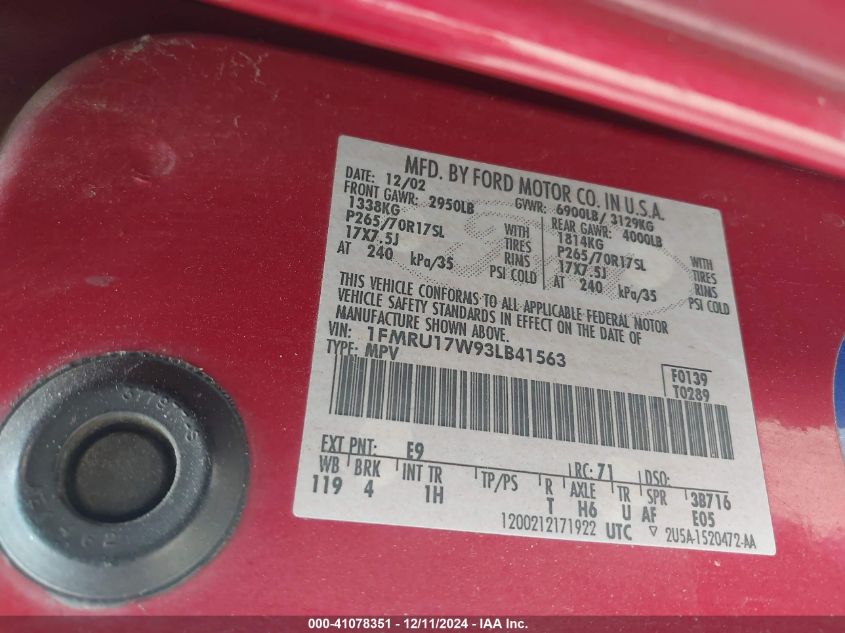 MFD. BY FORD MOTOR CO. IN U.S.A.
DATE: 12/02 GVWR: 6900LB/ 3129KG
FRONT GAWR: 2950LB REAR GAWR: 4000LB
1338KG WITH 1814KG WITH
P265/70R17SL TIRES P265/70R17SL TIRES
17X7.5J RIMS 17X7.5J RIMS
AT 240 kPa/35 PSI COLD AT 240 kPa/35 PSI COLD
THIS VEHICLE CONFORMS TO ALL APPLICABLE FEDERAL MOTOR
VEHICLE SAFETY STANDARDS IN EFFECT ON THE DATE OF
MANUFACTURE SHOWN ABOVE.
VIN: 1FMRU17W93LB41563
TYPE: MPV
F0139
T0289
EXT PNT: E9 RC: 71 DSO:
WB BRK INT TR TP/PS R AXLE TR SPR 3B716
119 4 1H T H6 U AF E05
1200212171922 UTC 2U5A-1520472-AA
000-41078351 - 12/11/2024 - IAA Inc.